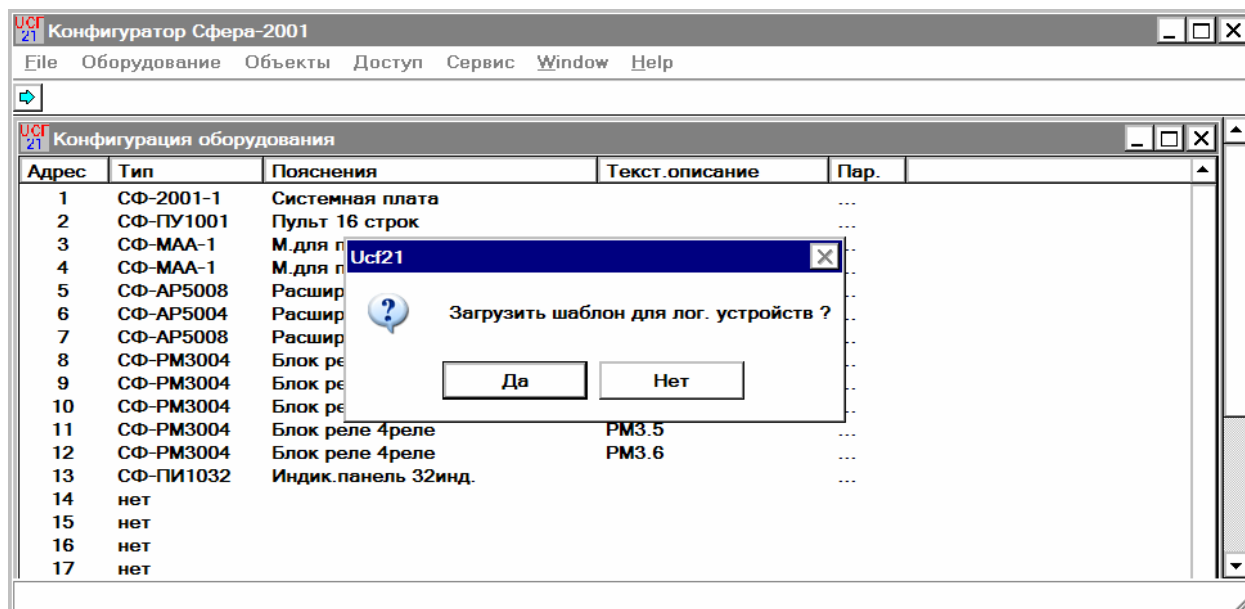 UCГ 21 Конфигуратор Сфера-2001
File Оборудование Объекты Доступ Сервис Window Help
UCГ 21 Конфигурация оборудования
Адрес Тип Пояснения Текст.описание Пар.
1 СФ-2001-1 Системная плата ...
2 СФ-ПУ1001 Пульт 16 строк ...
3 СФ-МАА-1 М.для п
4 СФ-МАА-1 М.для п
5 СФ-АР5008 Расшир
6 СФ-АР5004 Расшир
7 СФ-АР5008 Расшир
8 СФ-РМ3004 Блок ре
9 СФ-РМ3004 Блок ре
10 СФ-РМ3004 Блок ре
11 СФ-РМ3004 Блок реле 4реле РМ3.5 ...
12 СФ-РМ3004 Блок реле 4реле РМ3.6 ...
13 СФ-ПИ1032 Индик.панель 32инд. ...
14 нет
15 нет
16 нет
17 нет
Ucf21
Загрузить шаблон для лог. устройств ?
Да Нет